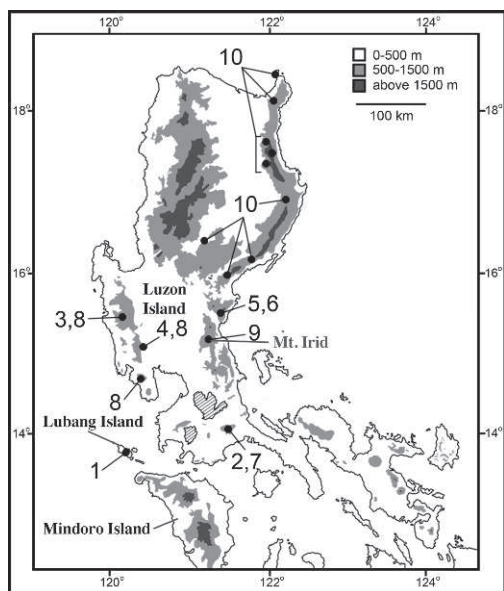 120°
122°
124°
10
0-500 m
500-1500 m
above 1500 m
100 km
18°
18°
10
16°
16°
Luzon
Island
3,8
4,8
5,6
9
Mt. Irid
8
Lubang Island
14°
14°
1
2,7
Mindoro Island
120°
122°
124°